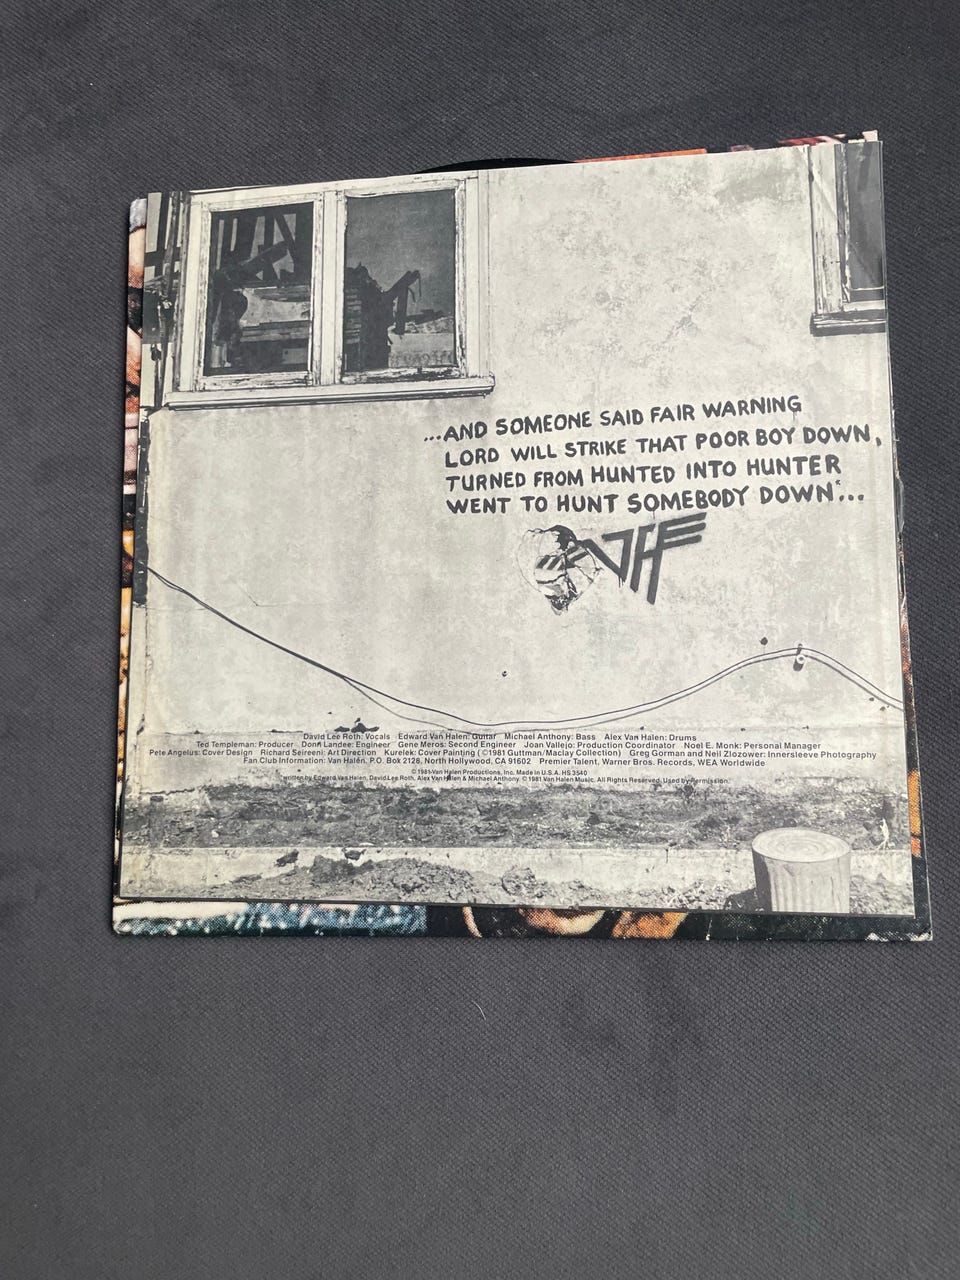 ...AND SOMEONE SAID FAIR WARNING
LORD WILL STRIKE THAT POOR BOY DOWN,
TURNED FROM HUNTED INTO HUNTER
WENT TO HUNT SOMEBODY DOWN"...
David Lee Roth: Vocals Edward Van Halen: Guitar Michael Anthony: Bass Alex Van Halen: Drums
Ted Templeman: Producer Donn Landee: Engineer Gene Meros: Second Engineer Joan Vallejo: Production Coordinator Noel E. Monk: Personal Manager
Pete Angelus: Cover Design Richard Seireeni: Art Direction Kurelek: Cover Painting (©1981 Guttman/Maclay Collection) Greg Gorman and Neil Zlozower: Innersleeve Photography
Fan Club Information: Van Halen, P.O. Box 2128, North Hollywood, CA 91602 Premier Talent, Warner Bros. Records, WEA Worldwide
©1981 Van Halen Productions, Inc. Made in U.S.A. HS 3540
written by Edward Van Halen, David Lee Roth, Alex Van Halen & Michael Anthony. ©1981 Van Halen Music. All Rights Reserved. Used by Permission.